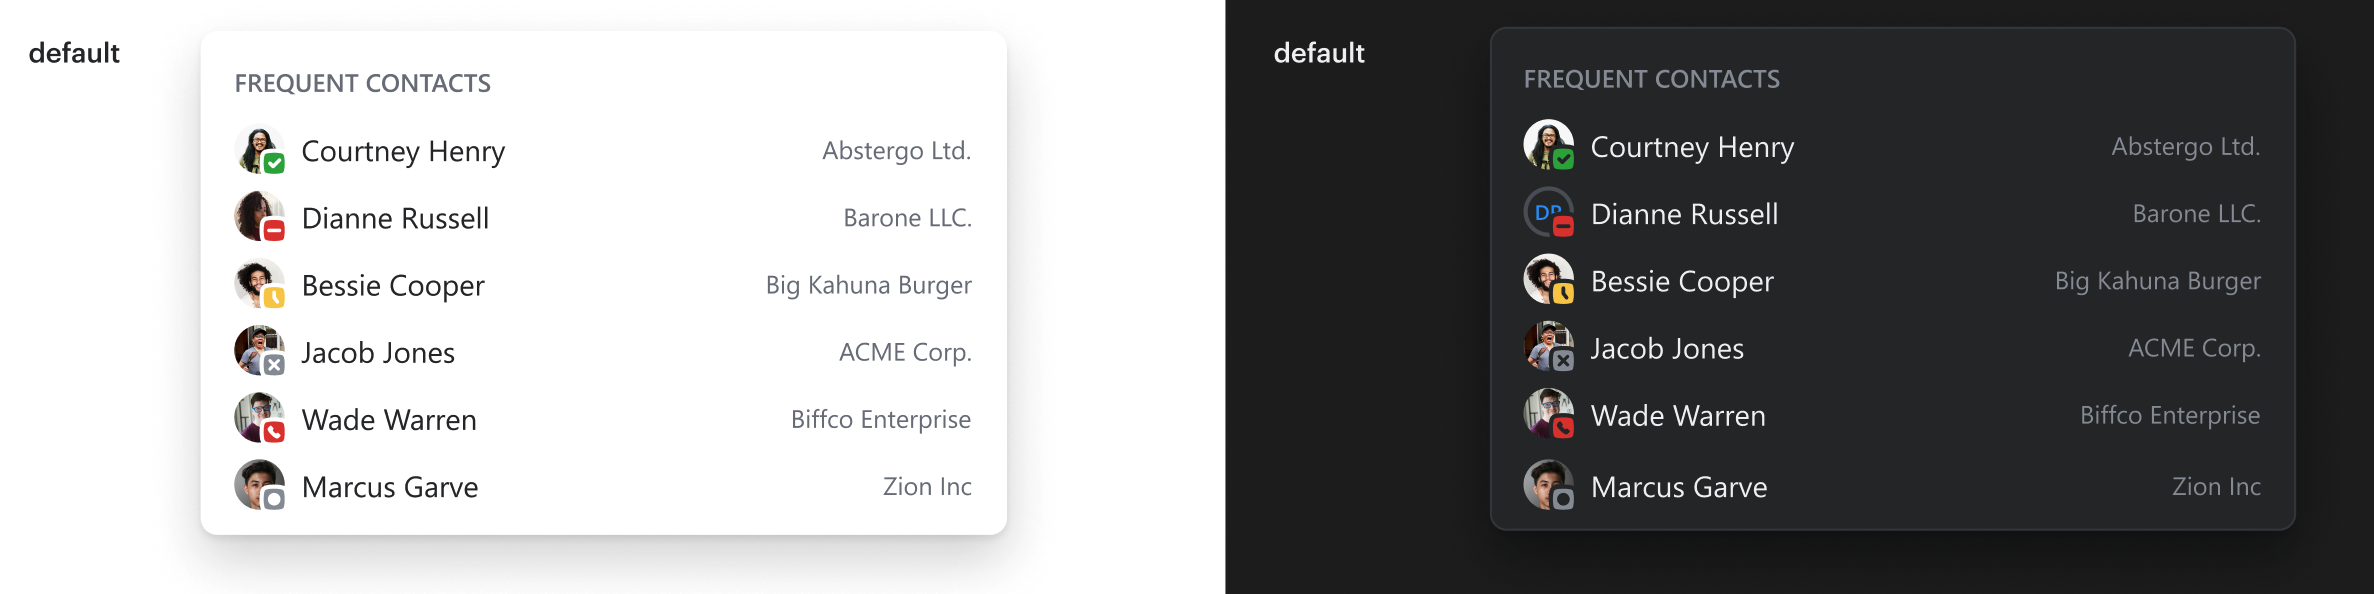 default
FREQUENT CONTACTS
Courtney Henry Abstergo Ltd.
Dianne Russell Barone LLC.
Bessie Cooper Big Kahuna Burger
Jacob Jones ACME Corp.
Wade Warren Biffco Enterprise
Marcus Garve Zion Inc
default
FREQUENT CONTACTS
Courtney Henry Abstergo Ltd.
DR Dianne Russell Barone LLC.
Bessie Cooper Big Kahuna Burger
Jacob Jones ACME Corp.
Wade Warren Biffco Enterprise
Marcus Garve Zion Inc